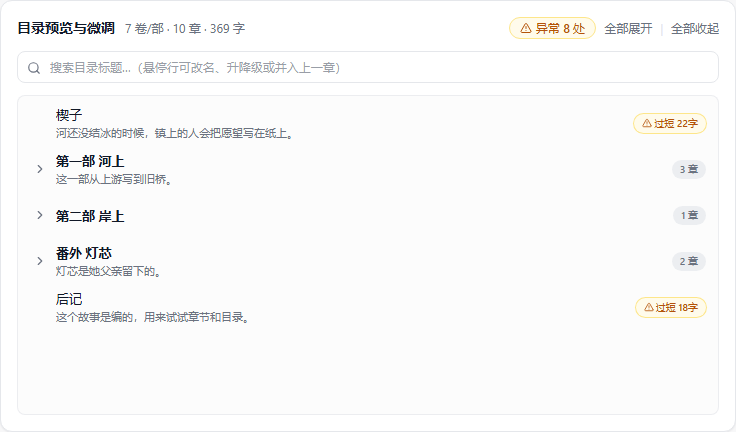 目录预览与微调 7 卷/部 · 10 章 · 369 字 异常 8 处 全部展开 | 全部收起
搜索目录标题...（悬停行可改名、升降级或并入上一章）
楔子 过短 22字
河还没结冰的时候，镇上的人会把愿望写在纸上。
第一部 河上 3 章
这一部从上游写到旧桥。
第二部 岸上 1 章
番外 灯芯 2 章
灯芯是她父亲留下的。
后记 过短 18字
这个故事是编的，用来试试章节和目录。